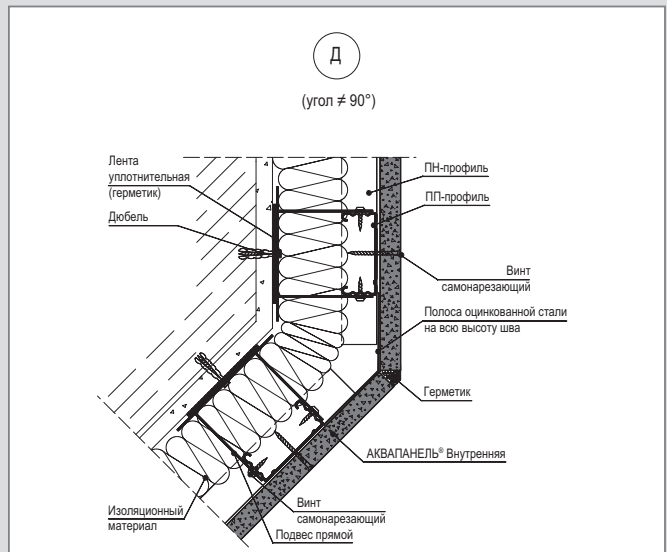 Д
(угол ≠ 90°)
Лента
уплотнительная
(герметик)
Дюбель
ПН-профиль
ПП-профиль
Винт
самонарезающий
Полоса оцинкованной стали
на всю высоту шва
Герметик
АКВАПАНЕЛЬ® Внутренняя
Винт
самонарезающий
Подвес прямой
Изоляционный
материал